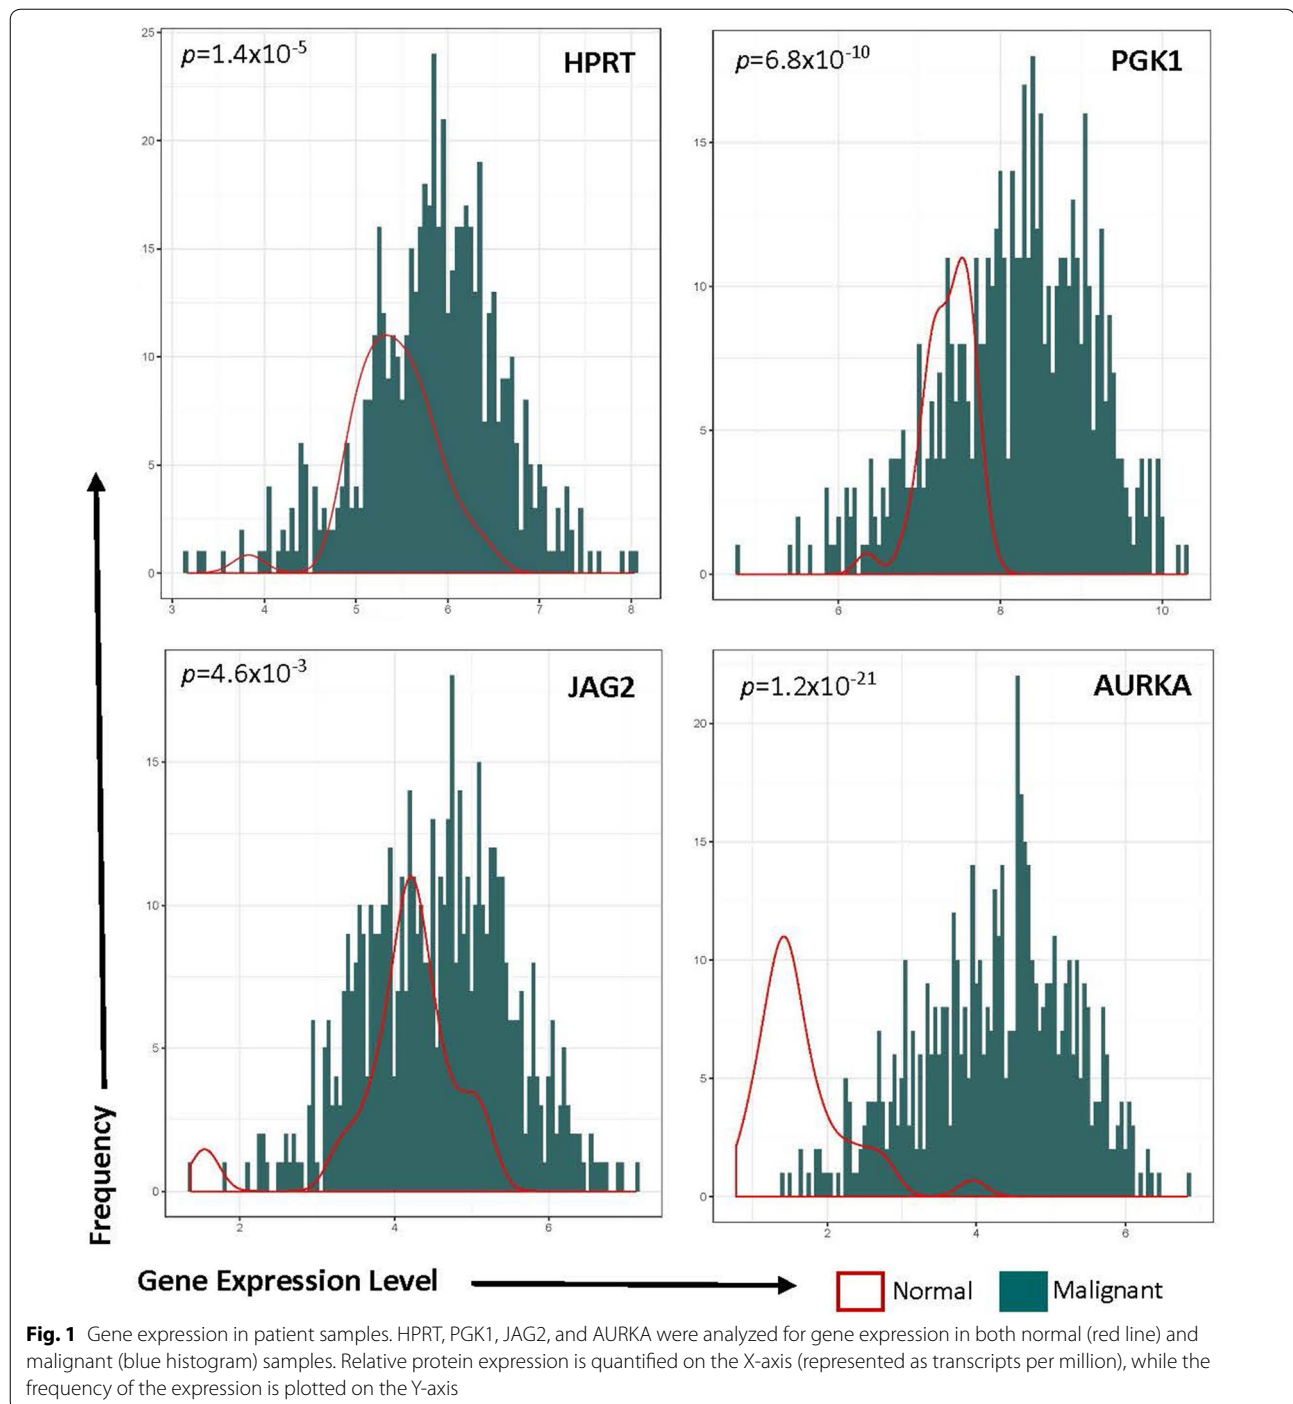 p=1.4x10-5
HPRT
25
20
15
10
5
0
3 4 5 6 7 8
p=6.8x10-10
PGK1
15
10
5
0
6 8 10
p=4.6x10-3
JAG2
15
10
5
0
2 4 6
p=1.2x10-21
AURKA
20
15
10
5
0
2 4 6
Frequency
Gene Expression Level
Normal
Malignant
Fig. 1 Gene expression in patient samples. HPRT, PGK1, JAG2, and AURKA were analyzed for gene expression in both normal (red line) and
malignant (blue histogram) samples. Relative protein expression is quantified on the X-axis (represented as transcripts per million), while the
frequency of the expression is plotted on the Y-axis